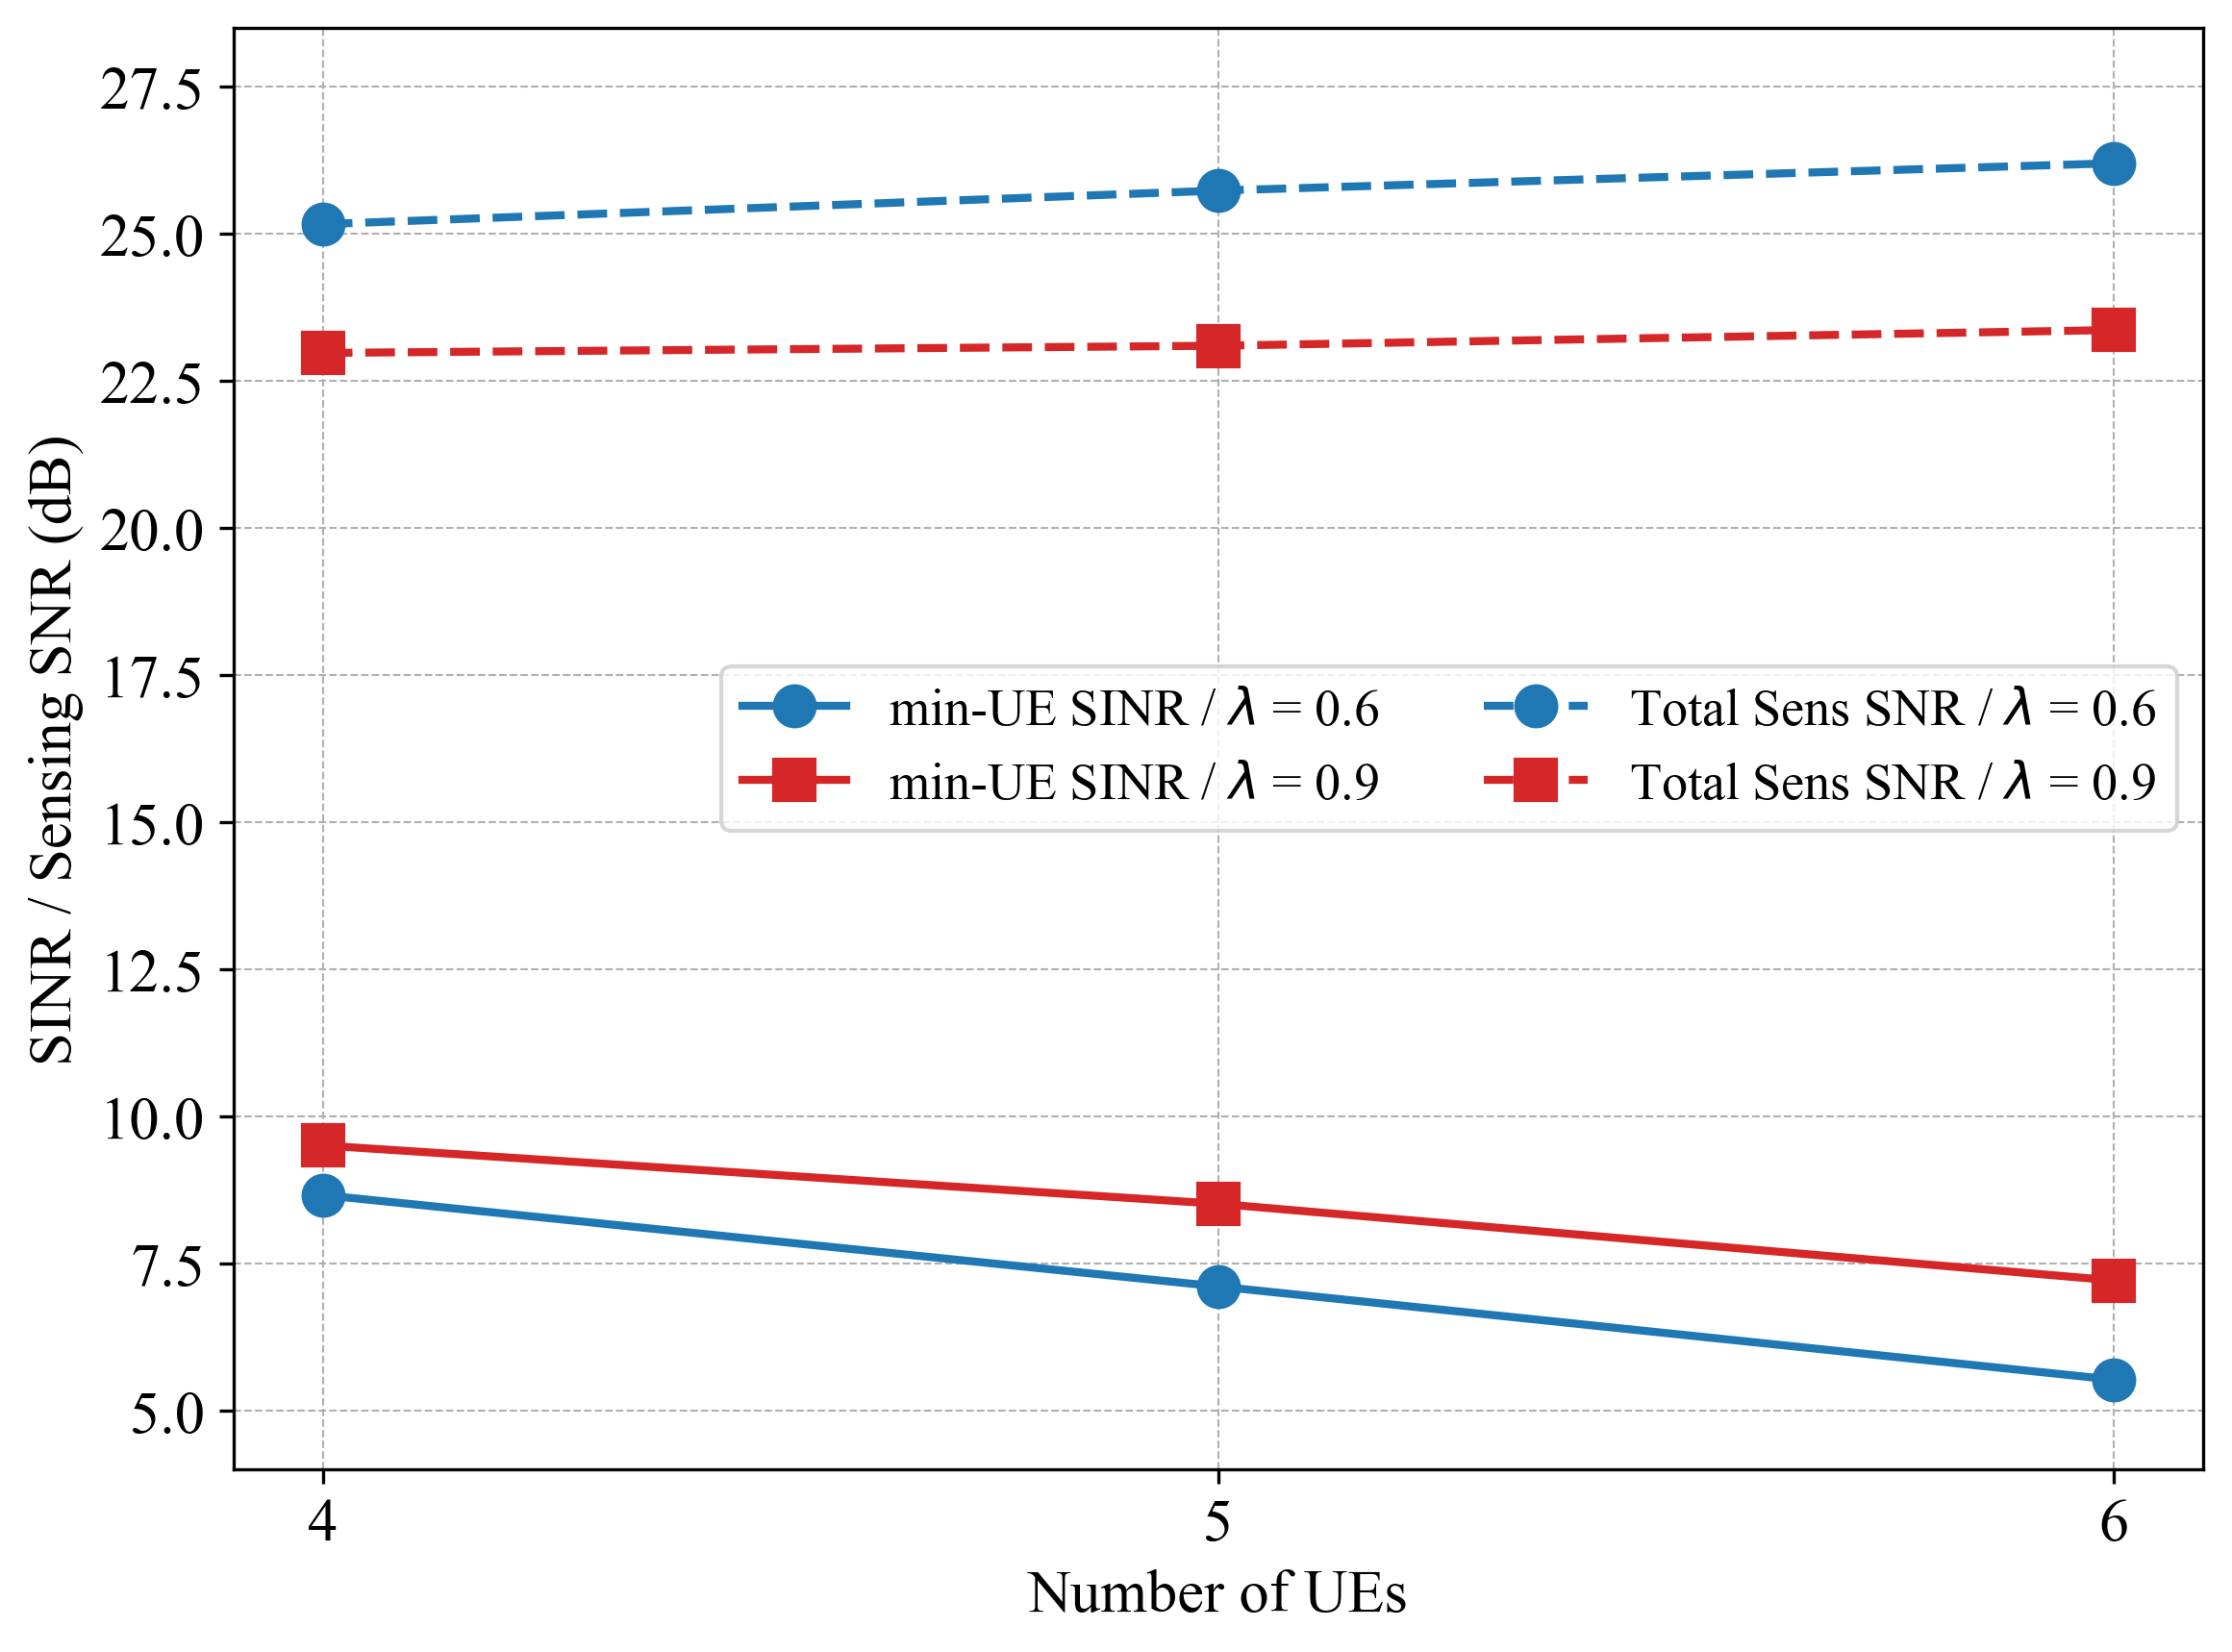 27.5
25.0
22.5
20.0
17.5
15.0
12.5
10.0
7.5
5.0
SINR / Sensing SNR (dB)
min-UE SINR / λ = 0.6
min-UE SINR / λ = 0.9
Total Sens SNR / λ = 0.6
Total Sens SNR / λ = 0.9
4 5 6
Number of UEs